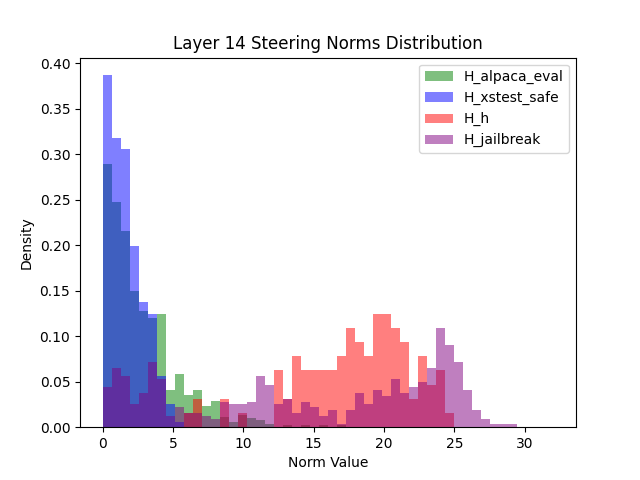 Layer 14 Steering Norms Distribution
H_alpaca_eval
H_xstest_safe
H_h
H_jailbreak
0.40
0.35
0.30
0.25
0.20
0.15
0.10
0.05
0.00
Density
0 5 10 15 20 25 30
Norm Value